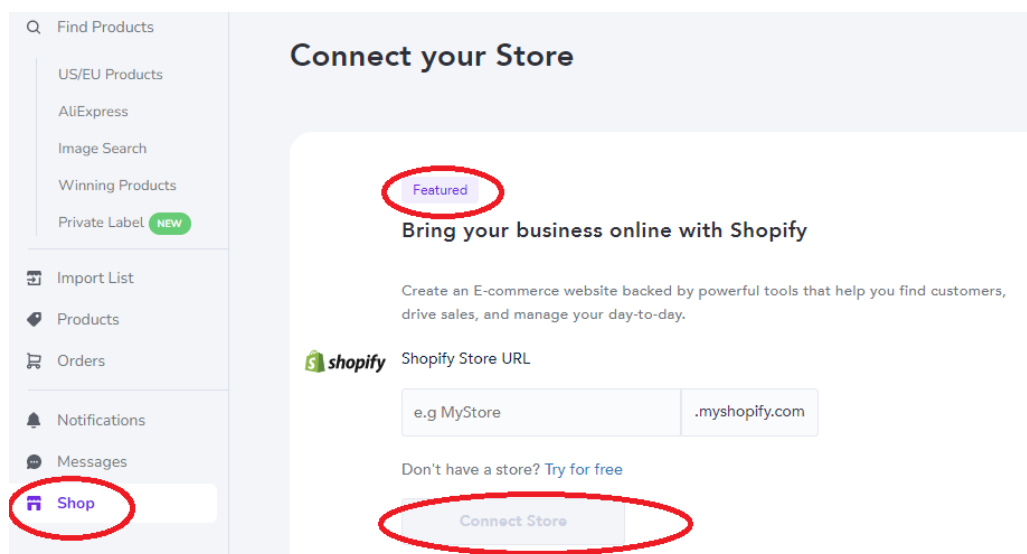 Find Products
US/EU Products
AliExpress
Image Search
Winning Products
Private Label NEW
Import List
Products
Orders
Notifications
Messages
Shop
Connect your Store
Featured
Bring your business online with Shopify
Create an E-commerce website backed by powerful tools that help you find customers,
drive sales, and manage your day-to-day.
shopify
Shopify Store URL
e.g MyStore .myshopify.com
Don't have a store? Try for free
Connect Store